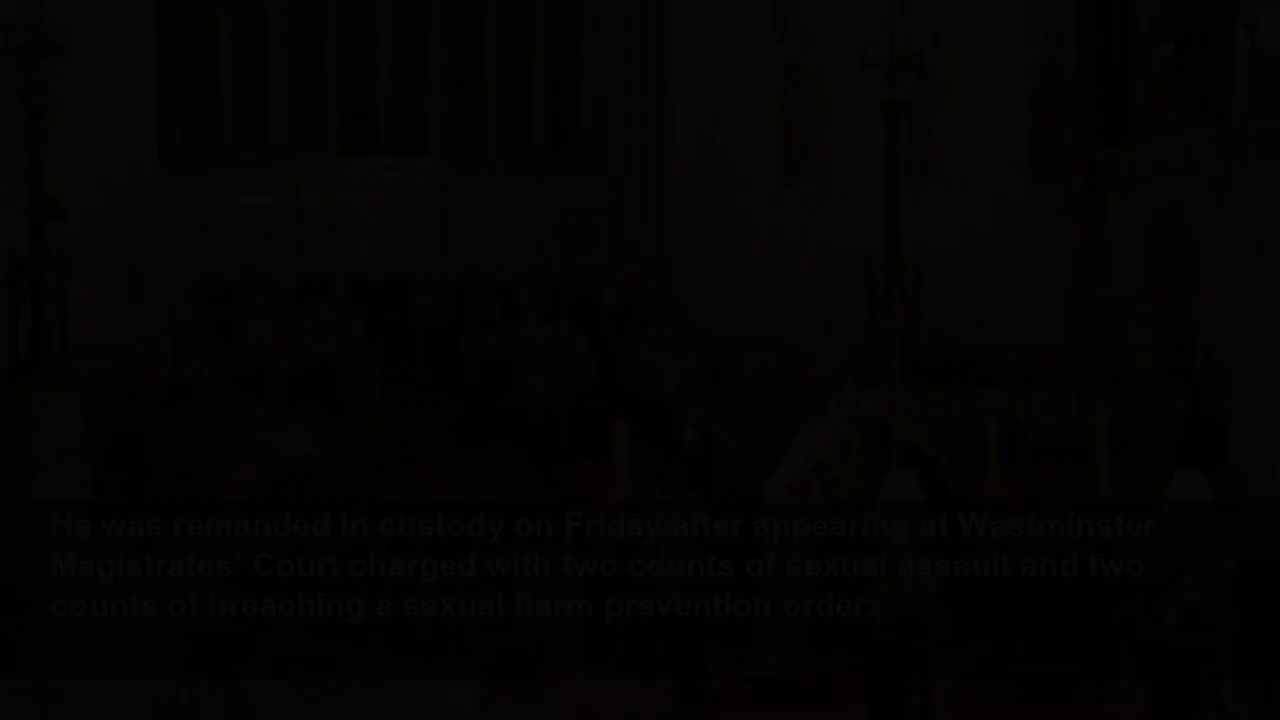 He was remanded in custody on Friday after appearing at Westminster
Magistrates' Court charged with two counts of sexual assault and two
counts of breaching a sexual harm prevention order.